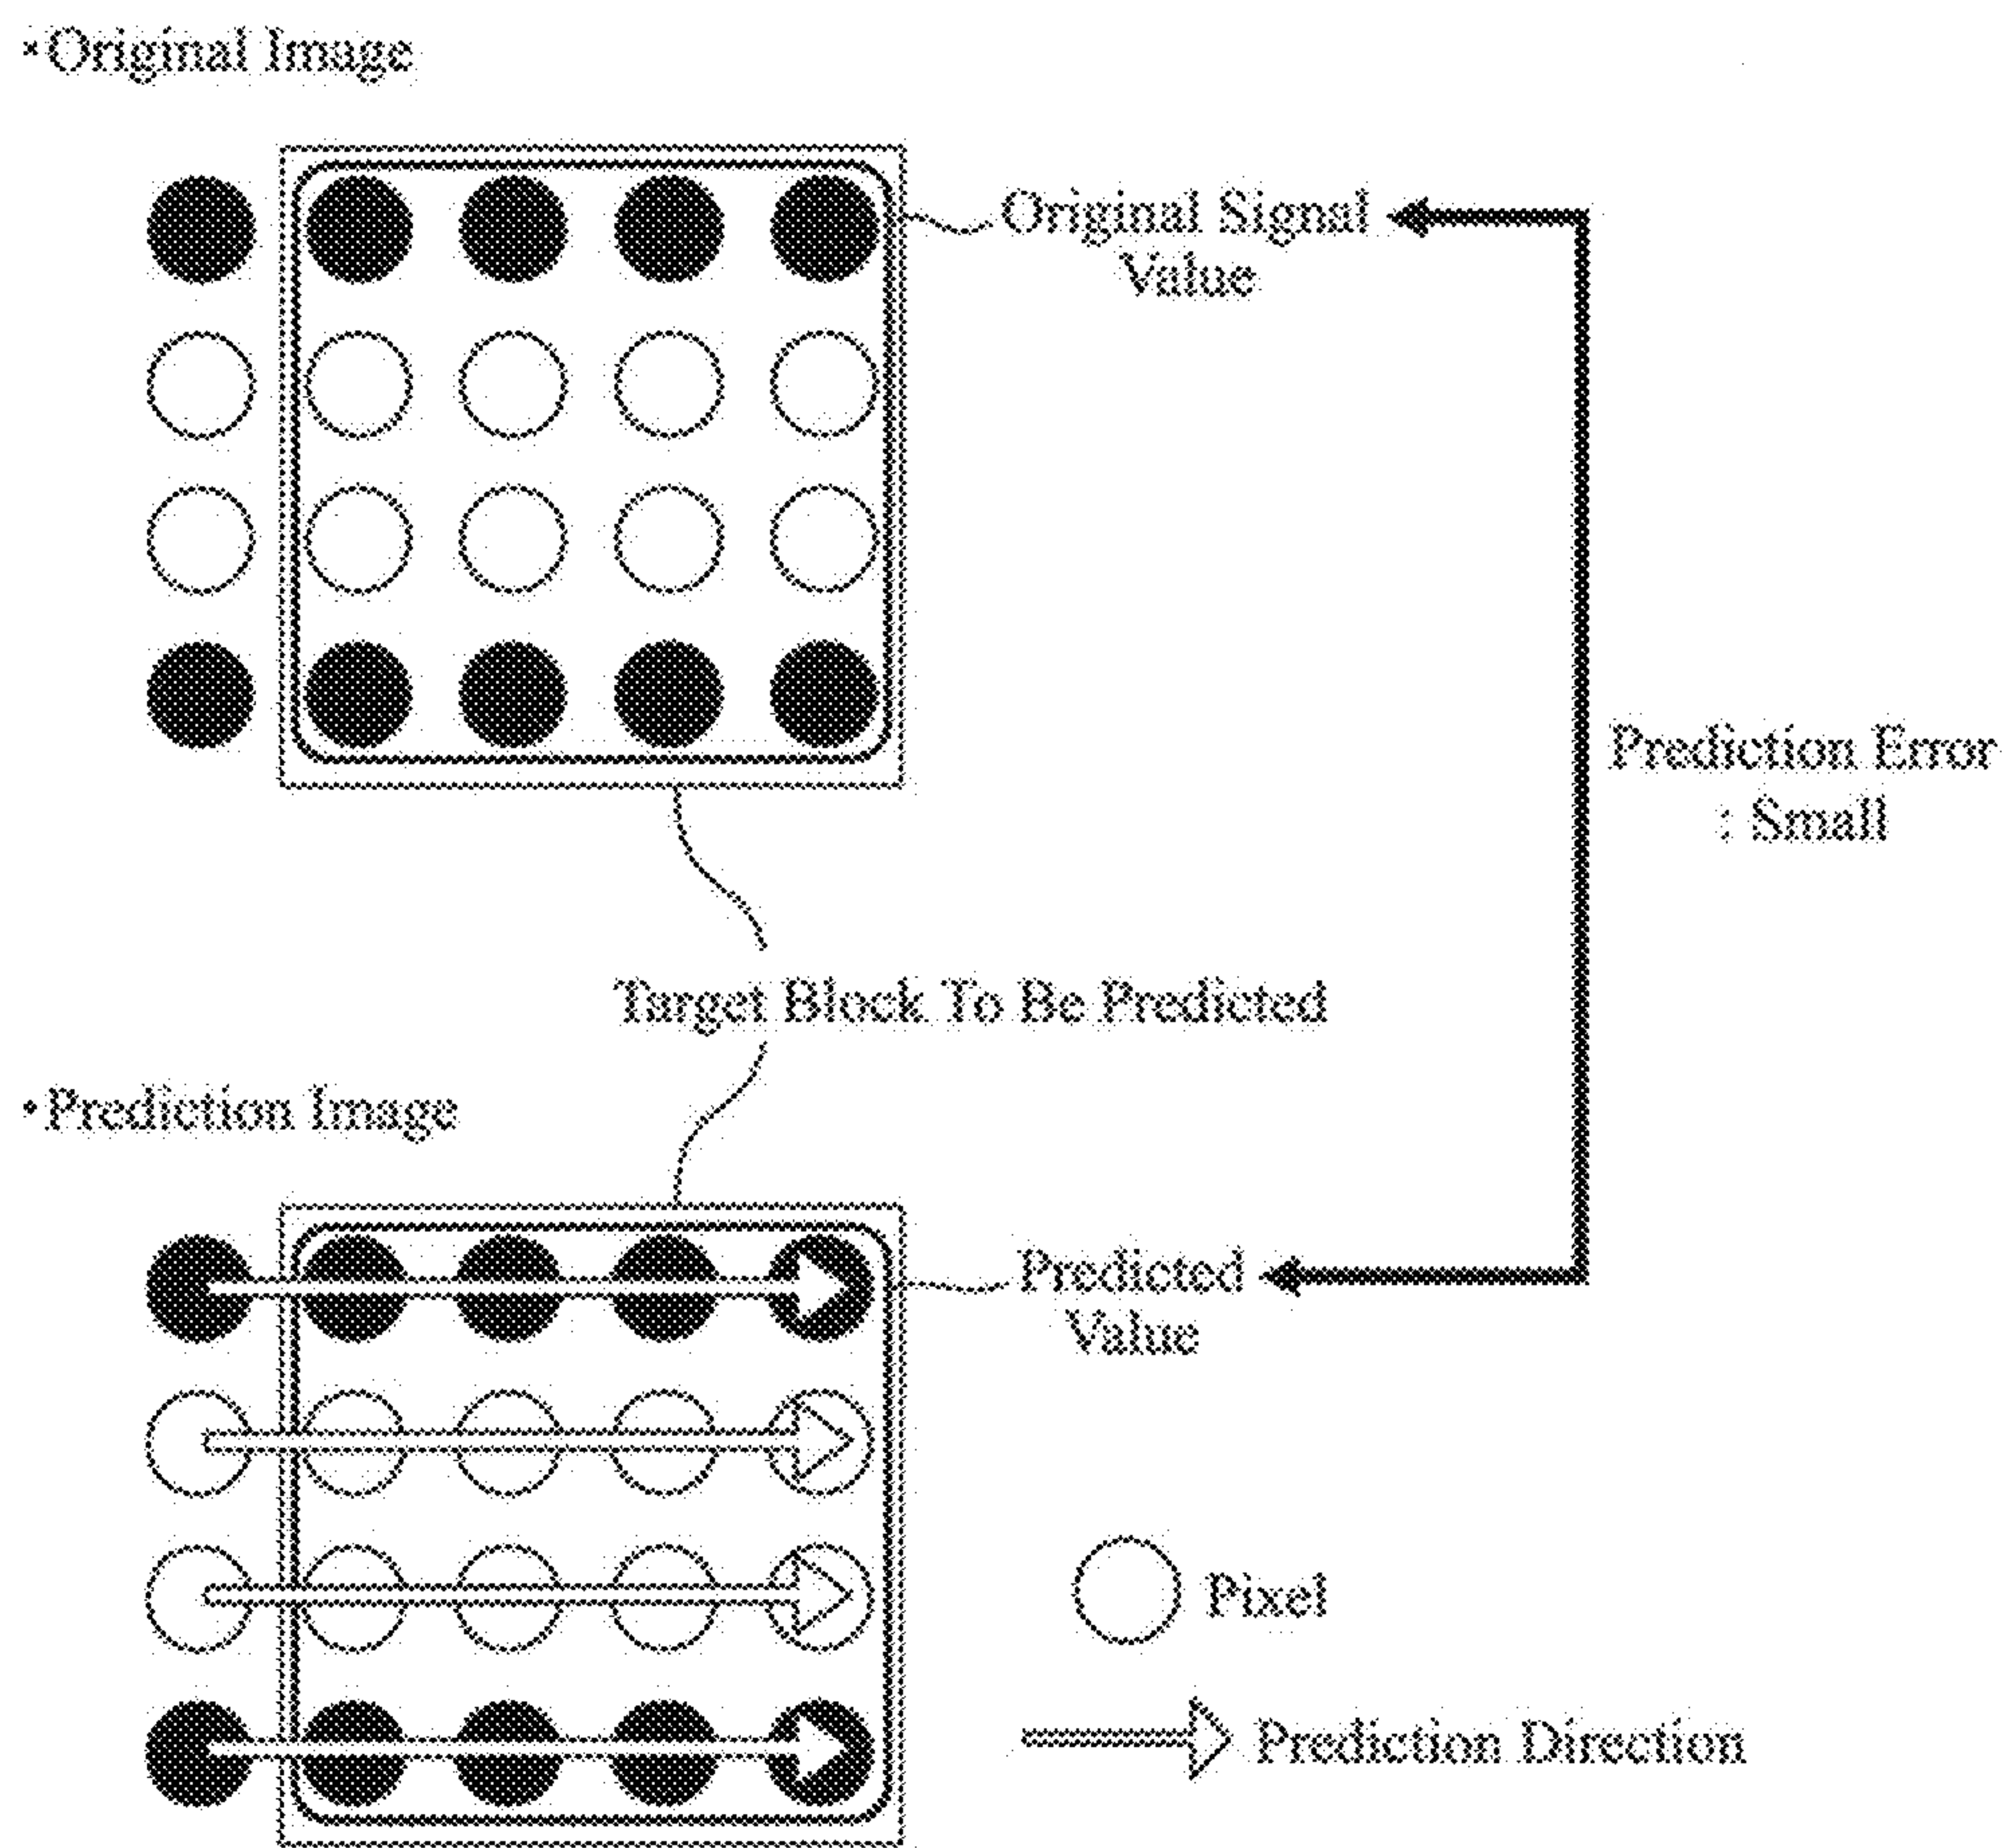 ・Original Image
Original Signal
Value
Prediction Error
: Small
Target Block To Be Predicted
・Prediction Image
Predicted
Value
Pixel
Prediction Direction